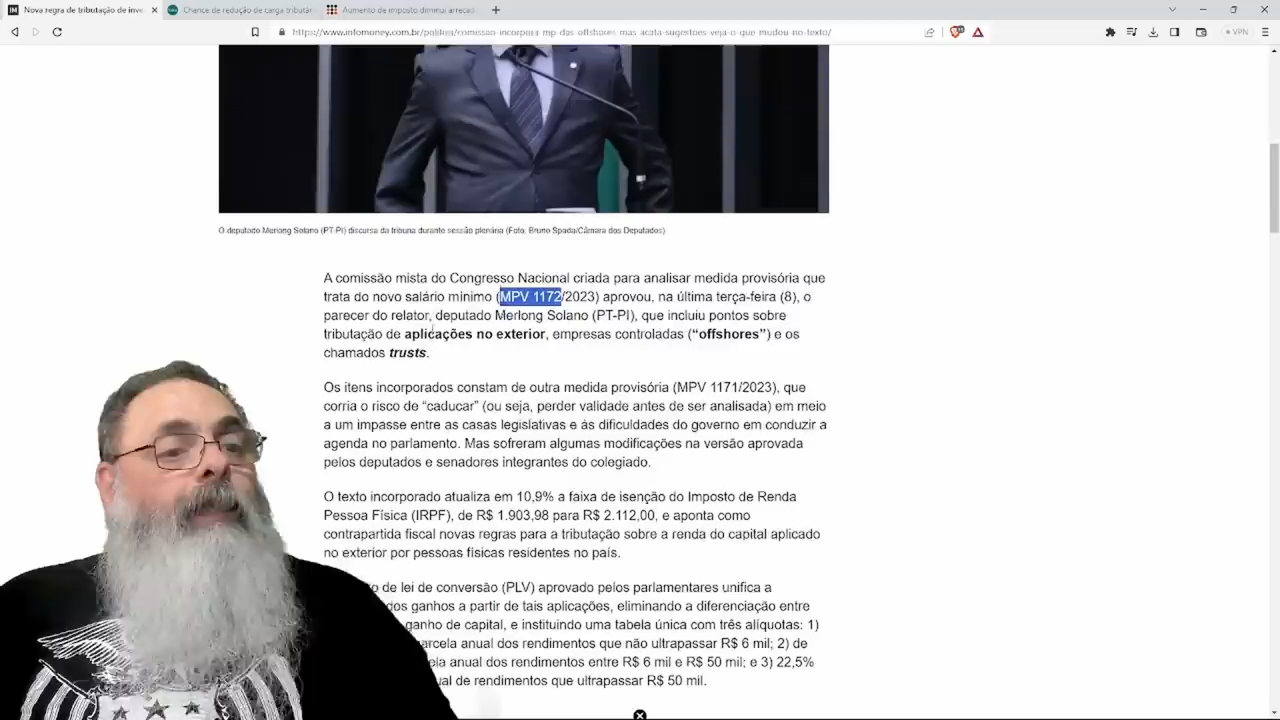 Nova regra de tributação de inve
Chance de redução de carga tributár
Aumento de imposto diminui arrecad
https://www.infomoney.com.br/politica/comissao-incorpora-mp-das-offshores-mas-acata-sugestoes-veja-o-que-mudou-no-texto/
VPN
O deputado Merlong Solano (PT-PI) discursa da tribuna durante sessão plenária (Foto: Bruno Spada/Câmara dos Deputados)
A comissão mista do Congresso Nacional criada para analisar medida provisória que
trata do novo salário mínimo (MPV 1172/2023) aprovou, na última terça-feira (8), o
parecer do relator, deputado Merlong Solano (PT-PI), que incluiu pontos sobre
tributação de aplicações no exterior, empresas controladas (“offshores”) e os
chamados trusts.
Os itens incorporados constam de outra medida provisória (MPV 1171/2023), que
corria o risco de “caducar” (ou seja, perder validade antes de ser analisada) em meio
a um impasse entre as casas legislativas e às dificuldades do governo em conduzir a
agenda no parlamento. Mas sofreram algumas modificações na versão aprovada
pelos deputados e senadores integrantes do colegiado.
O texto incorporado atualiza em 10,9% a faixa de isenção do Imposto de Renda
Pessoa Física (IRPF), de R$ 1.903,98 para R$ 2.112,00, e aponta como
contrapartida fiscal novas regras para a tributação sobre a renda do capital aplicado
no exterior por pessoas físicas residentes no país.
de lei de conversão (PLV) aprovado pelos parlamentares unifica a
dos ganhos a partir de tais aplicações, eliminando a diferenciação entre
ganho de capital, e instituindo uma tabela única com três alíquotas: 1)
arcela anual dos rendimentos que não ultrapassar R$ 6 mil; 2) de
ela anual dos rendimentos entre R$ 6 mil e R$ 50 mil; e 3) 22,5%
ual de rendimentos que ultrapassar R$ 50 mil.